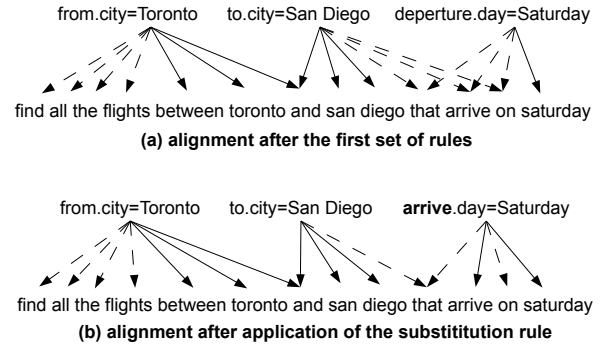 from.city=Toronto to.city=San Diego deperture.day=Saturday
find all the flights between toronto and san diego that arrive on saturday
(a) alignment after the first set of rules
from.city=Toronto to.city=San Diego arrive.day=Saturday
find all the flights between toronto and san diego that arrive on saturday
(b) alignment after application of the substititution rule